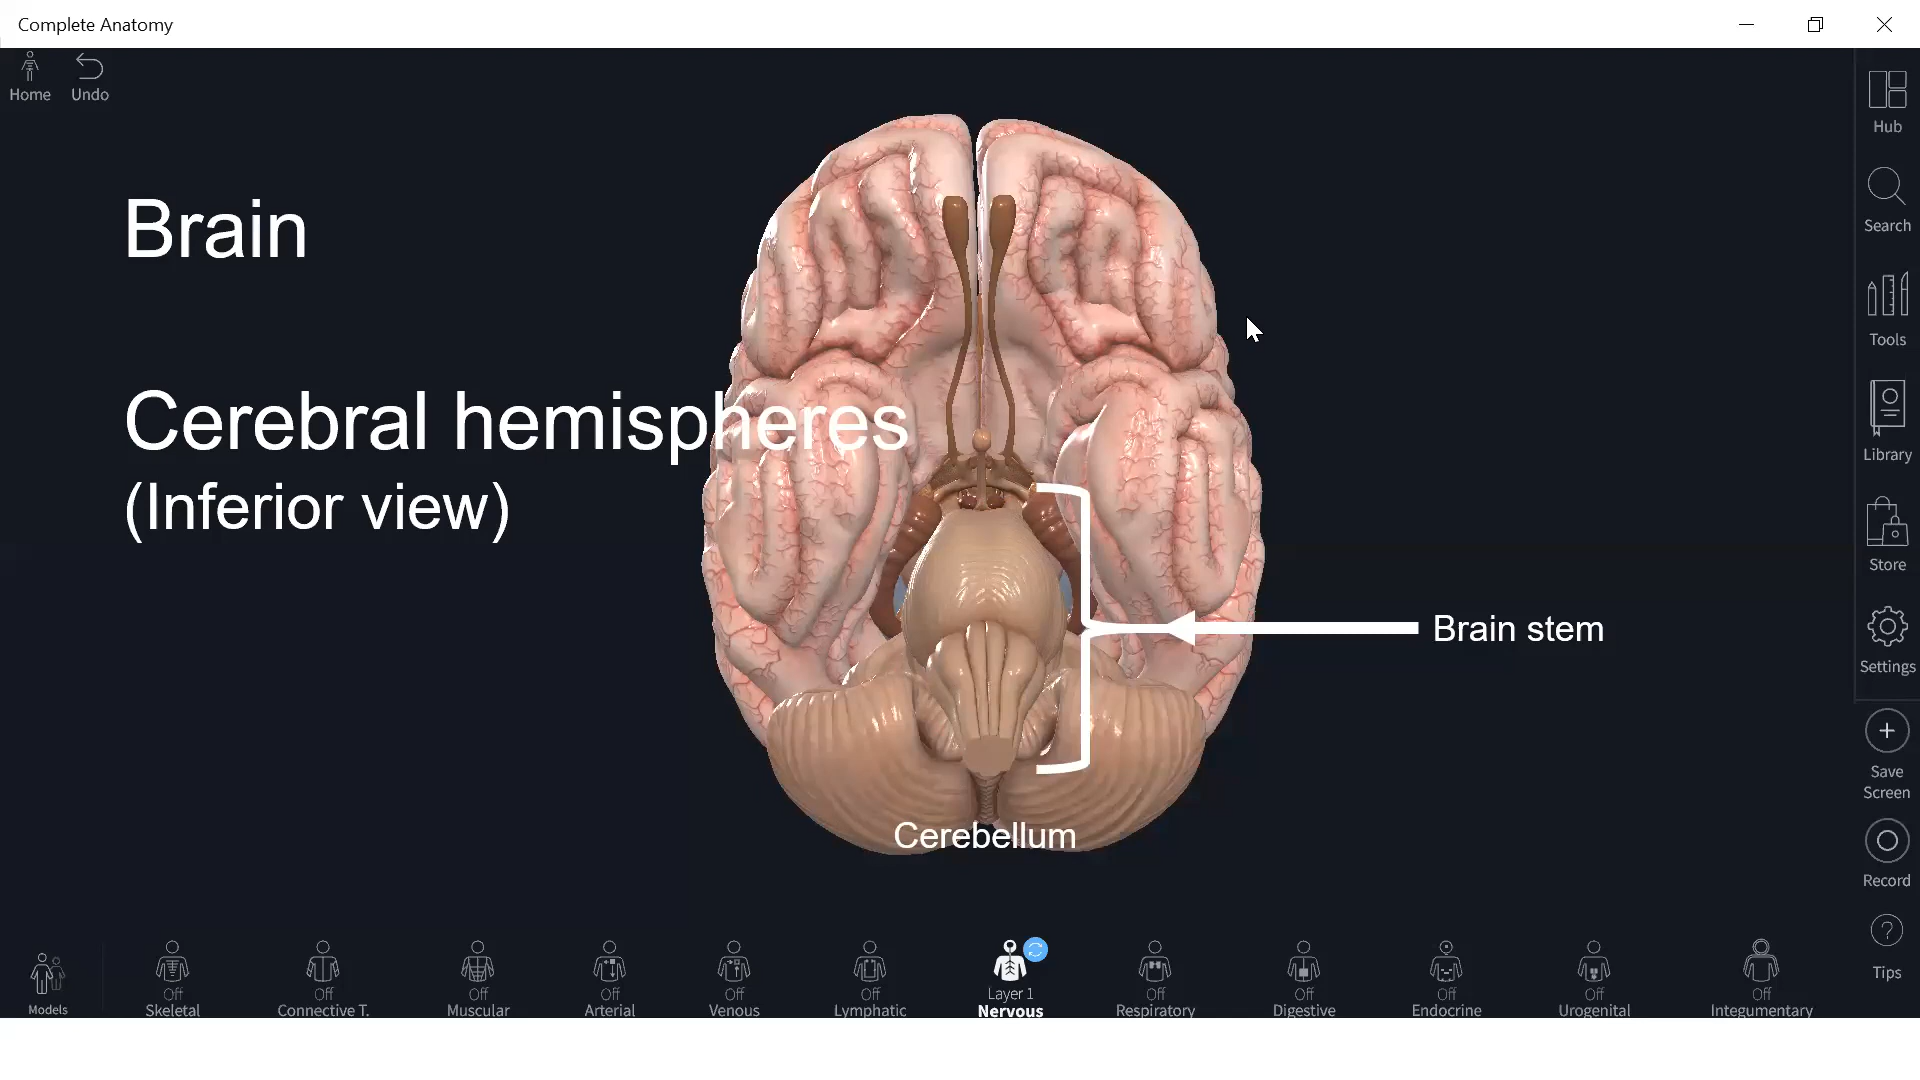 Complete Anatomy
Home
Undo
Hub
Search
Tools
Library
Store
Settings
Save
Screen
Record
?
Tips
Brain
Cerebral hemispheres
(Inferior view)
Brain stem
Cerebellum
Models
Off
Skeletal
Off
Connective T.
Off
Muscular
Off
Arterial
Off
Venous
Off
Lymphatic
Layer 1
Nervous
Off
Respiratory
Off
Digestive
Off
Endocrine
Off
Urogenital
Off
Integumentary